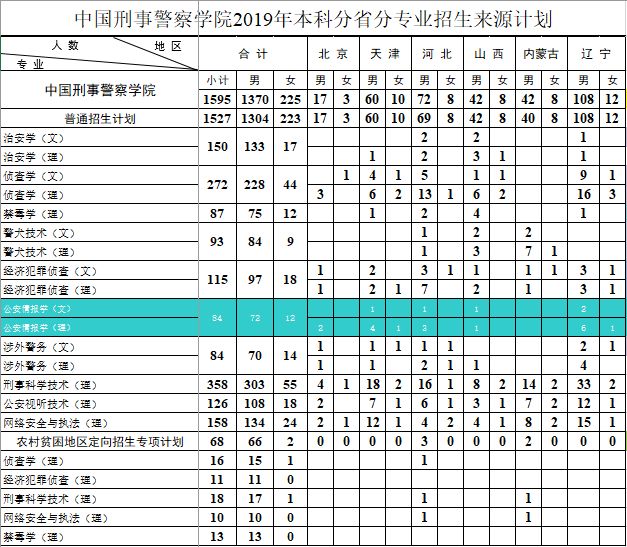 中国刑事警察学院2019年本科分省分专业招生来源计划
人数 地区 专业 合计 北京 天津 河北 山西 内蒙古 辽宁
中国刑事警察学院 小计 男 女 男 女 男 女 男 女 男 女 男 女 男 女
1595 1370 225 17 3 60 10 72 8 42 8 42 8 108 12
普通招生计划 1527 1304 223 17 3 60 10 69 8 42 8 40 8 108 12
治安学（文） 150 133 17 2 2 1
治安学（理） 1 2 3 1 1
侦查学（文） 272 228 44 1 4 1 5 1 1 9 1
侦查学（理） 3 6 2 13 1 6 2 16 3
禁毒学（理） 87 75 12 1 2 4 1
警犬技术（文） 93 84 9 1 2 2
警犬技术（理） 1 3 7 1
经济犯罪侦查（文） 115 97 18 1 2 3 1 1 1 1 3 1
经济犯罪侦查（理） 1 2 1 7 2 1 3 1
公安情报学（文） 84 72 12 1 1 1 2
公安情报学（理） 2 4 1 3 1 6 1
涉外警务（文） 84 70 14 1 1 1 1 1 2 1
涉外警务（理） 1 1 2 1 1 4
刑事科学技术（理） 358 303 55 4 1 18 2 16 1 8 2 14 2 33 2
公安视听技术（理） 126 108 18 2 7 1 6 1 3 1 7 2 12 1
网络安全与执法（理） 158 134 24 2 1 12 1 4 2 4 1 8 2 15 1
农村贫困地区定向招生专项计划 68 66 2 0 0 0 0 3 0 0 0 2 0 0 0
侦查学（理） 16 15 1 1
经济犯罪侦查（理） 11 11 0
刑事科学技术（理） 18 17 1 1 1
网络安全与执法（理） 10 10 0 1 1
禁毒学（理） 13 13 0